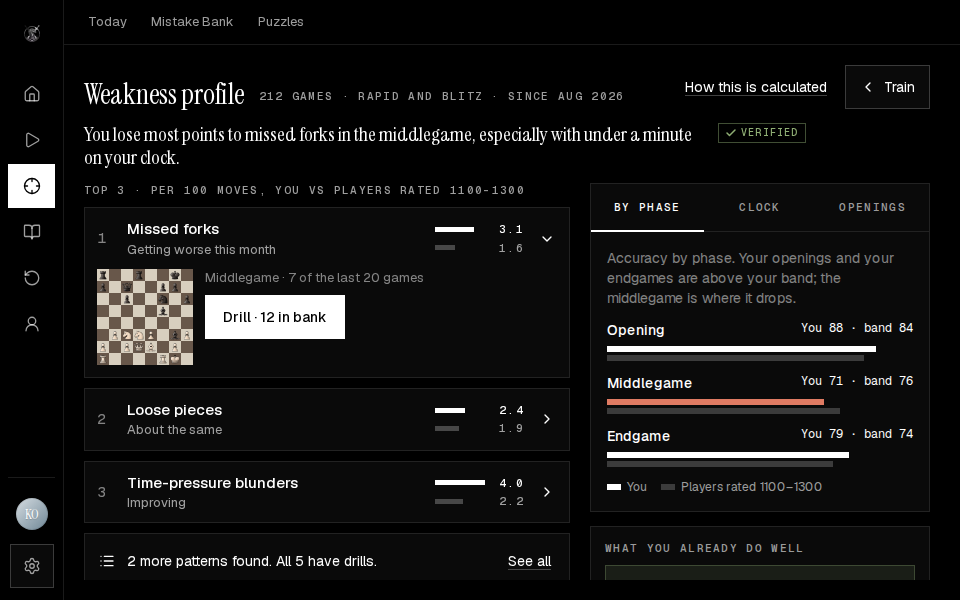 Today Mistake Bank Puzzles
Weakness profile 212 GAMES · RAPID AND BLITZ · SINCE AUG 2026
How this is calculated
Train
You lose most points to missed forks in the middlegame, especially with under a minute
on your clock.
VERIFIED
TOP 3 · PER 100 MOVES, YOU VS PLAYERS RATED 1100-1300
1
Missed forks
Getting worse this month
3.1
1.6
Middlegame · 7 of the last 20 games
Drill · 12 in bank
2
Loose pieces
About the same
2.4
1.9
3
Time-pressure blunders
Improving
4.0
2.2
2 more patterns found. All 5 have drills.
See all
BY PHASE CLOCK OPENINGS
Accuracy by phase. Your openings and your
endgames are above your band; the
middlegame is where it drops.
Opening You 88 · band 84
Middlegame You 71 · band 76
Endgame You 79 · band 74
You Players rated 1100–1300
WHAT YOU ALREADY DO WELL
KO